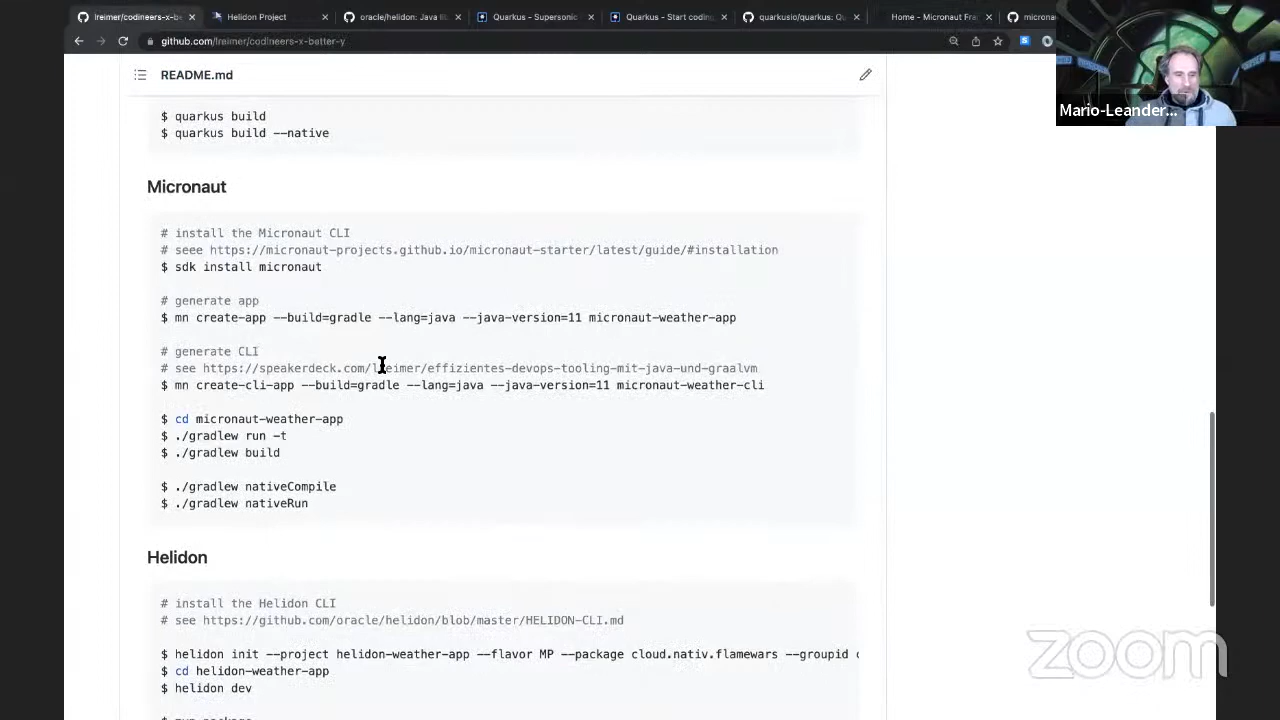 lreimer/codineers-x-be
Helidon Project
oracle/helidon: Java li
Quarkus - Supersonic
Quarkus - Start codin
quarkusio/quarkus: Q
Home - Micronaut Fra
microna
github.com/lreimer/codineers-x-better-y
README.md
$ quarkus build
$ quarkus build --native
Micronaut
# install the Micronaut CLI
# seee https://micronaut-projects.github.io/micronaut-starter/latest/guide/#installation
$ sdk install micronaut
# generate app
$ mn create-app --build=gradle --lang=java --java-version=11 micronaut-weather-app
# generate CLI
# see https://speakerdeck.com/lreimer/effizientes-devops-tooling-mit-java-und-graalvm
$ mn create-cli-app --build=gradle --lang=java --java-version=11 micronaut-weather-cli
$ cd micronaut-weather-app
$ ./gradlew run -t
$ ./gradlew build
$ ./gradlew nativeCompile
$ ./gradlew nativeRun
Helidon
# install the Helidon CLI
# see https://github.com/oracle/helidon/blob/master/HELIDON-CLI.md
$ helidon init --project helidon-weather-app --flavor MP --package cloud.nativ.flamewars --groupid
$ cd helidon-weather-app
$ helidon dev
Mario-Leander...
zoom